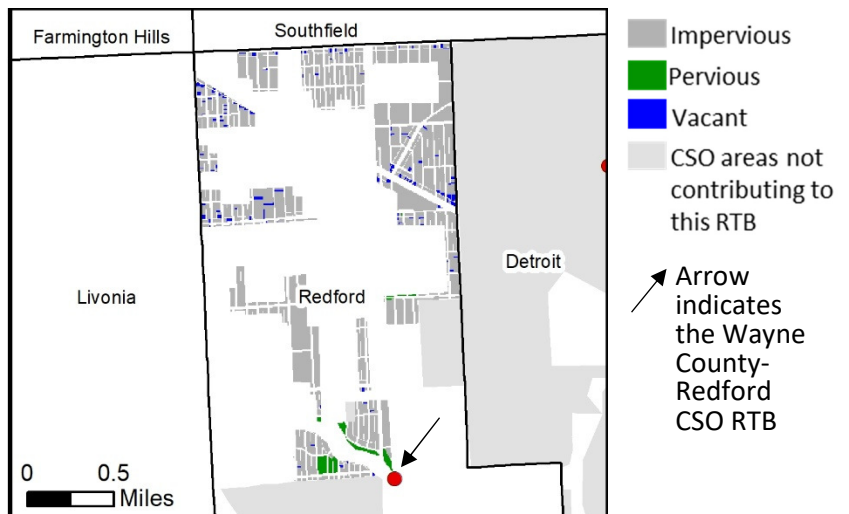 Farmington Hills
Southfield
Livonia
Redford
Detroit
0 0.5
Miles
Impervious
Pervious
Vacant
CSO areas not
contributing to
this RTB
Arrow
indicates
the Wayne
County-
Redford
CSO RTB